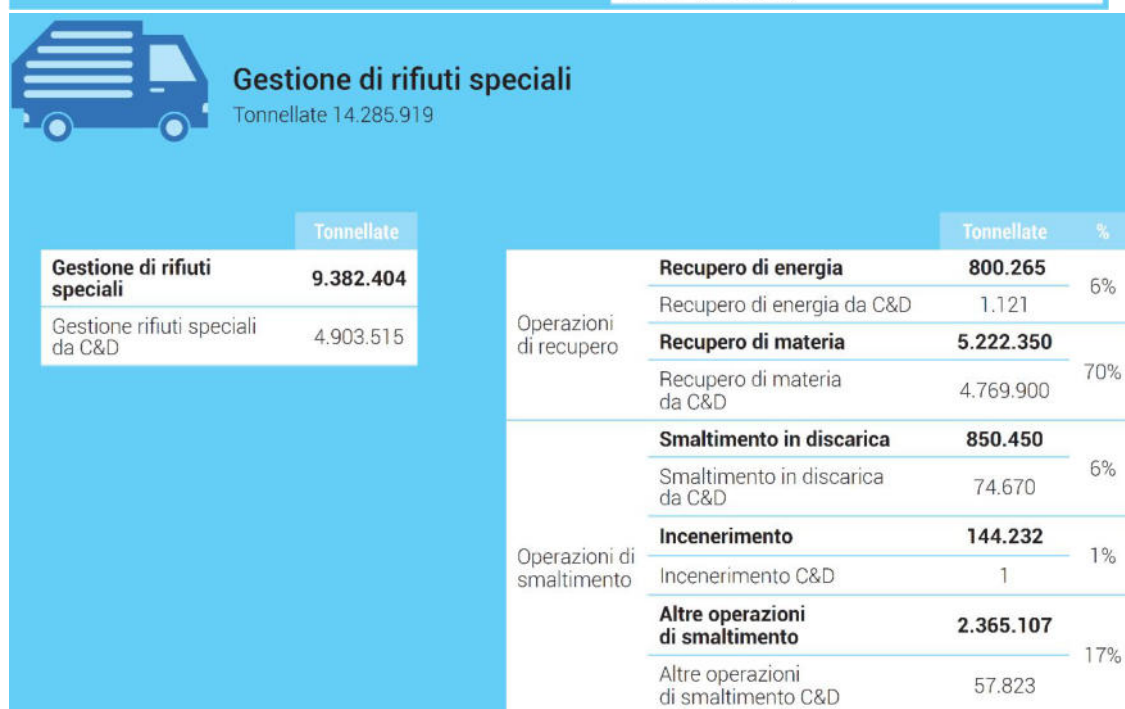 Gestione di rifiuti speciali
Tonnellate 14.285.919
Tonnellate
Gestione di rifiuti
speciali
9.382.404
Gestione rifiuti speciali
da C&D
4.903.515
Tonnellate %
Operazioni
di recupero
Recupero di energia 800.265
6%
Recupero di energia da C&D 1.121
Recupero di materia 5.222.350
70%
Recupero di materia
da C&D
4.769.900
Operazioni di
smaltimento
Smaltimento in discarica 850.450
6%
Smaltimento in discarica
da C&D
74.670
Incenerimento 144.232
1%
Incenerimento C&D 1
Altre operazioni
di smaltimento
2.365.107
17%
Altre operazioni
di smaltimento C&D
57.823